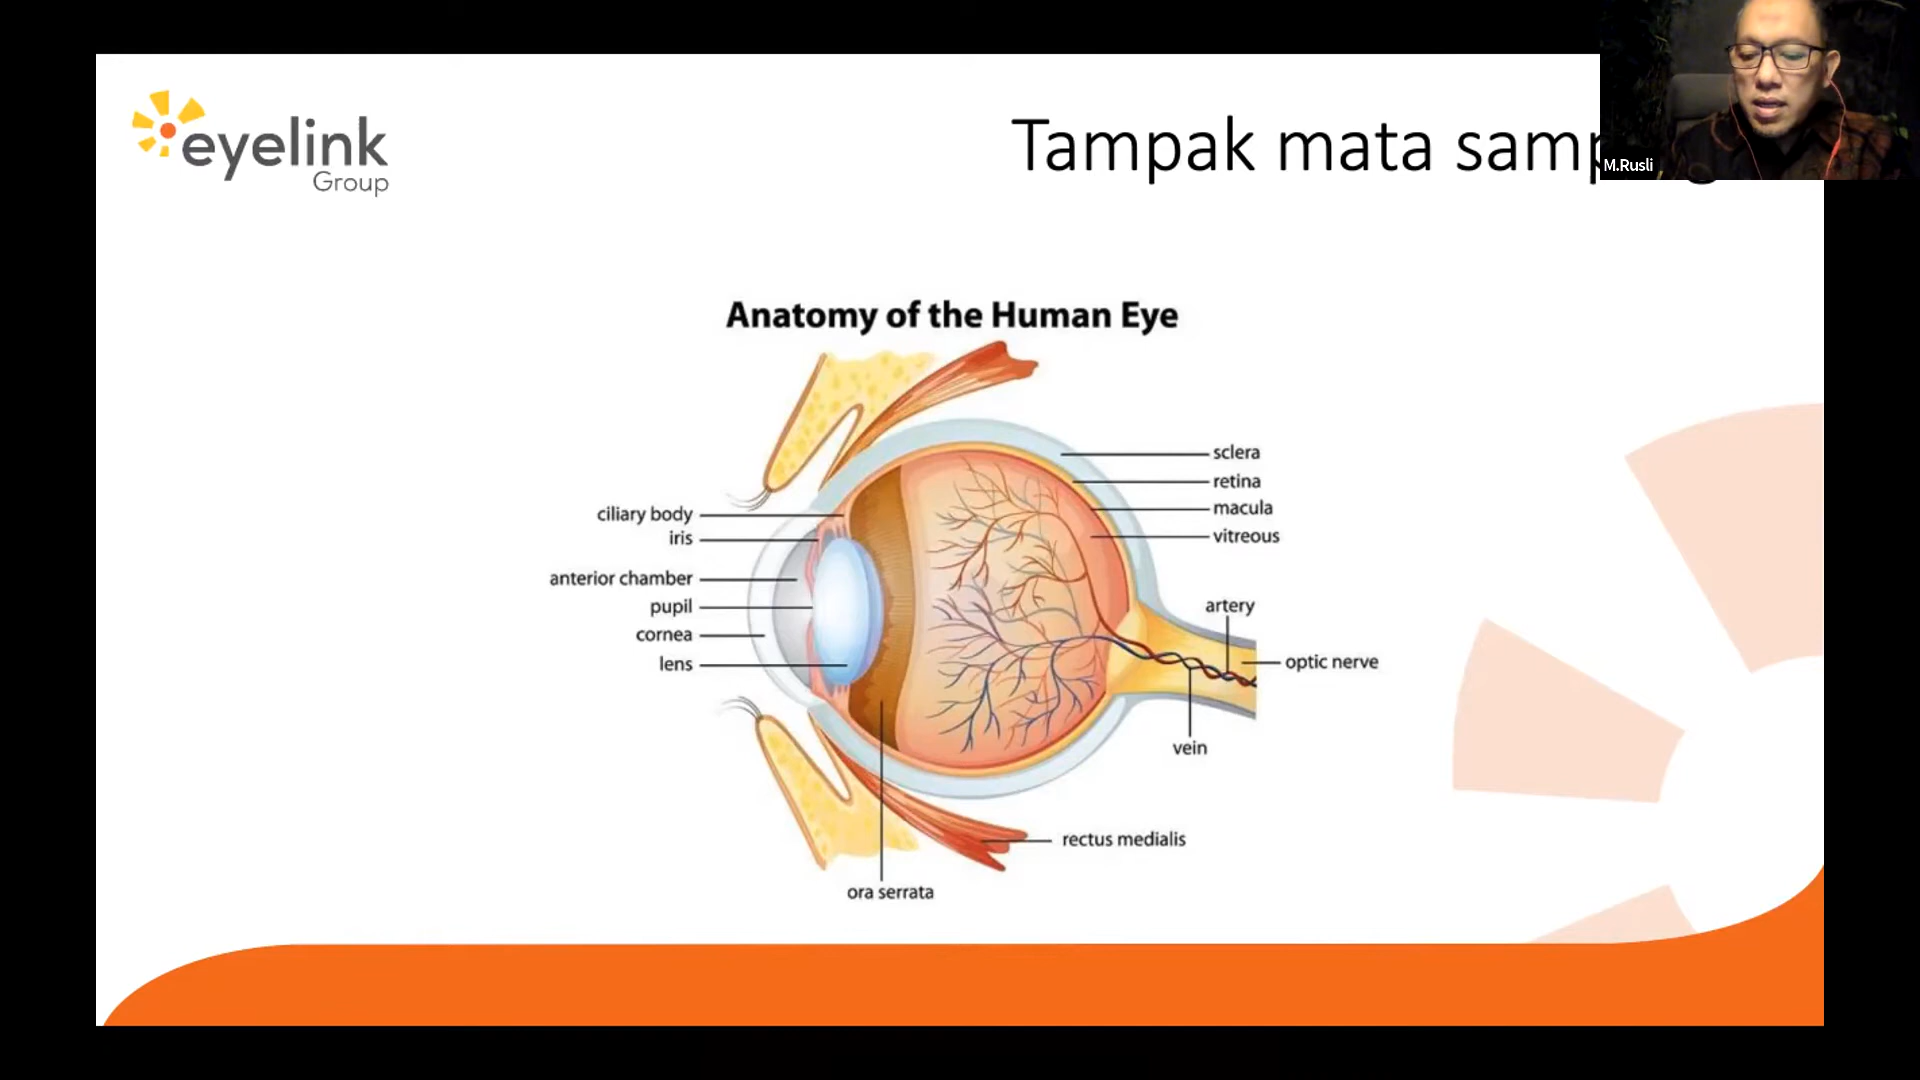 eyelink
Group
Tampak mata
M.Rusli
Anatomy of the Human Eye
sclera
retina
macula
vitreous
ciliary body
iris
anterior chamber
pupil
cornea
lens
artery
optic nerve
vein
rectus medialis
ora serrata